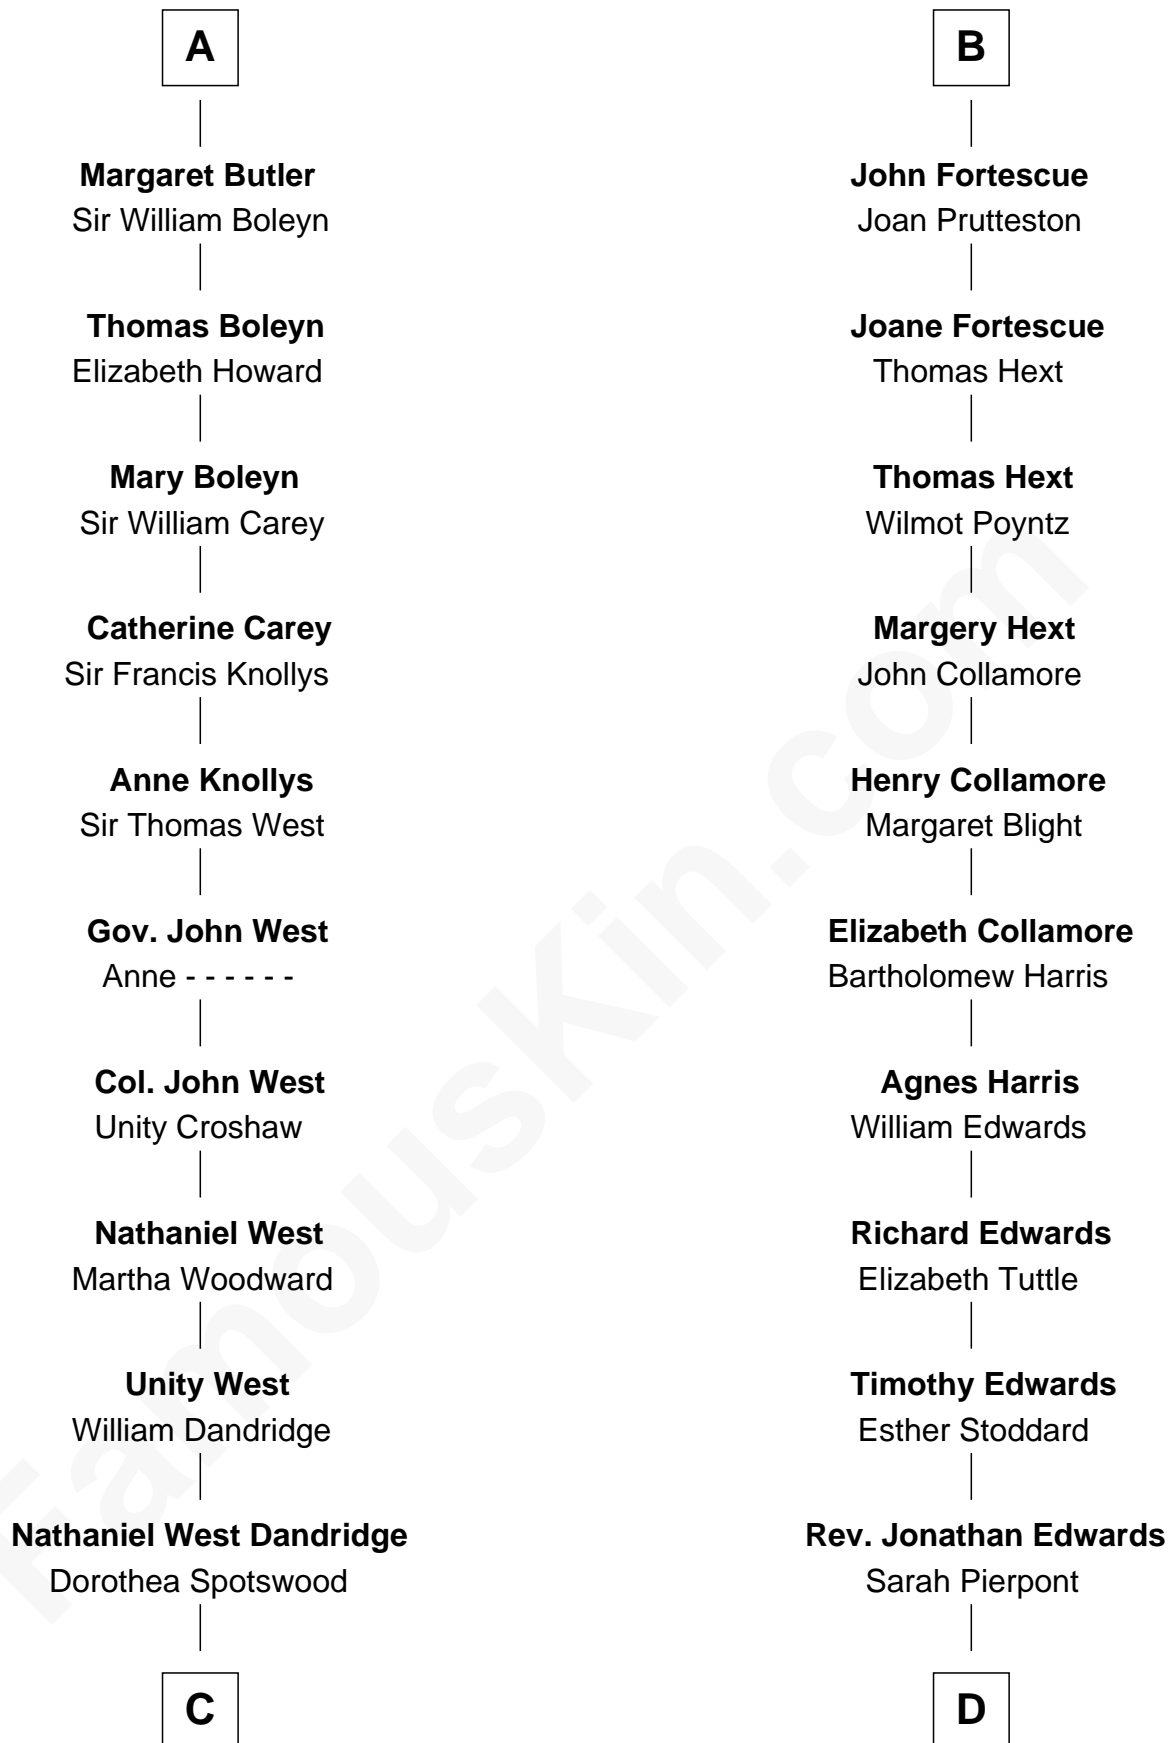 A
Margaret Butler
Sir William Boleyn
Thomas Boleyn
Elizabeth Howard
Mary Boleyn
Sir William Carey
Catherine Carey
Sir Francis Knollys
Anne Knollys
Sir Thomas West
Gov. John West
Anne - - - - - -
Col. John West
Unity Croshaw
Nathaniel West
Martha Woodward
Unity West
William Dandridge
Nathaniel West Dandridge
Dorothea Spotswood
C
B
John Fortescue
Joan Prutteston
Joane Fortescue
Thomas Hext
Thomas Hext
Wilmot Poyntz
Margery Hext
John Collamore
Henry Collamore
Margaret Blight
Elizabeth Collamore
Bartholomew Harris
Agnes Harris
William Edwards
Richard Edwards
Elizabeth Tuttle
Timothy Edwards
Esther Stoddard
Rev. Jonathan Edwards
Sarah Pierpont
D
FamousKin.com